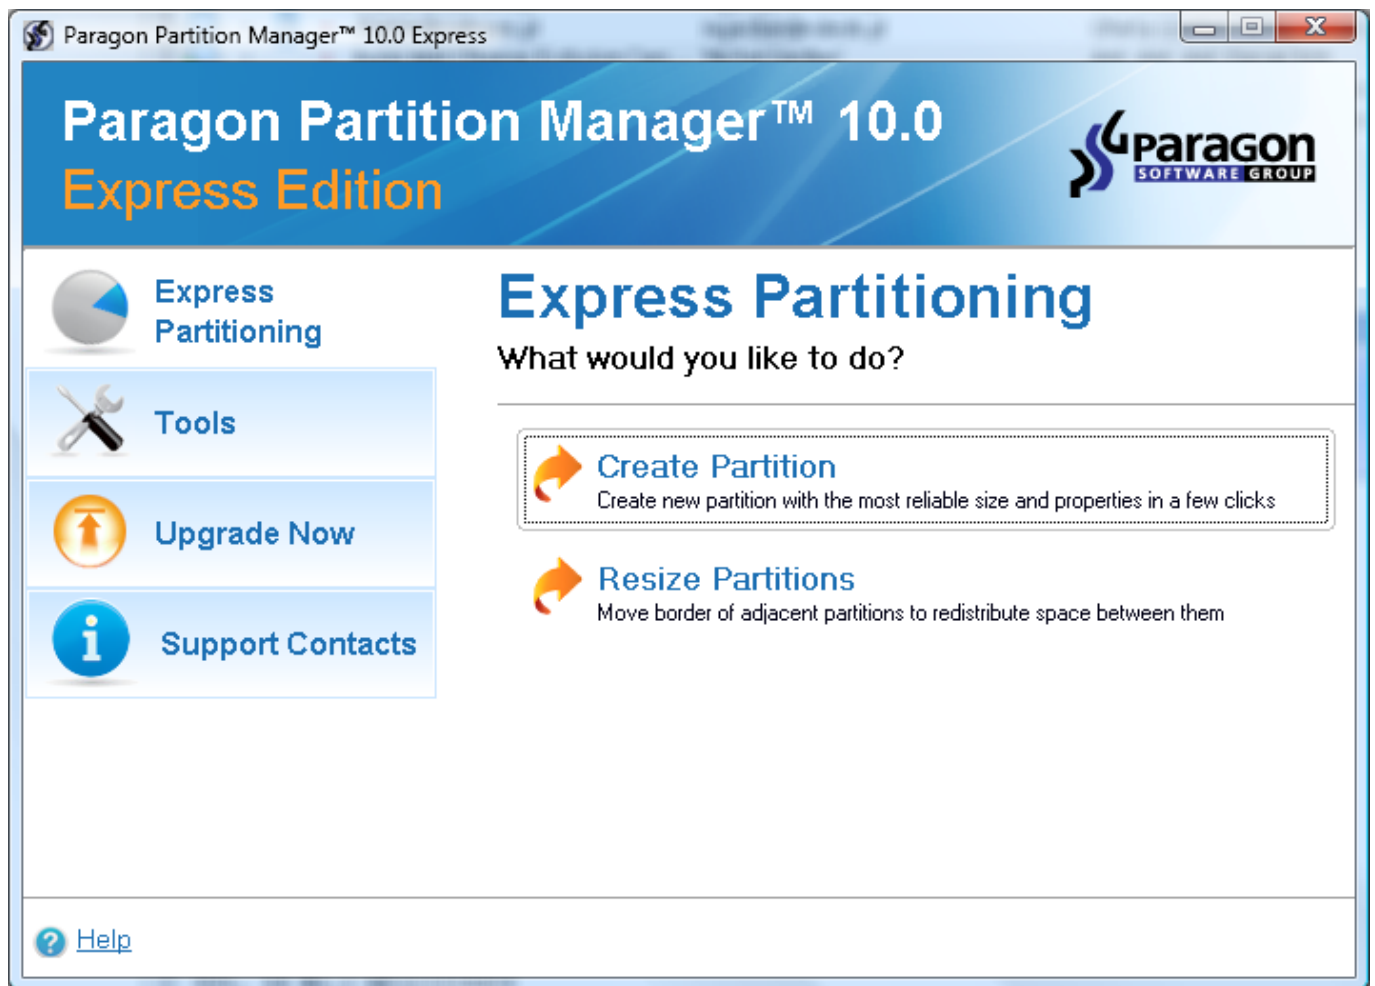 Paragon Partition Manager™ 10.0 Express
Paragon Partition Manager™ 10.0
Express Edition
Paragon
SOFTWARE GROUP
Express
Partitioning
Tools
Upgrade Now
Support Contacts
Express Partitioning
What would you like to do?
Create Partition
Create new partition with the most reliable size and properties in a few clicks
Resize Partitions
Move border of adjacent partitions to redistribute space between them
Help